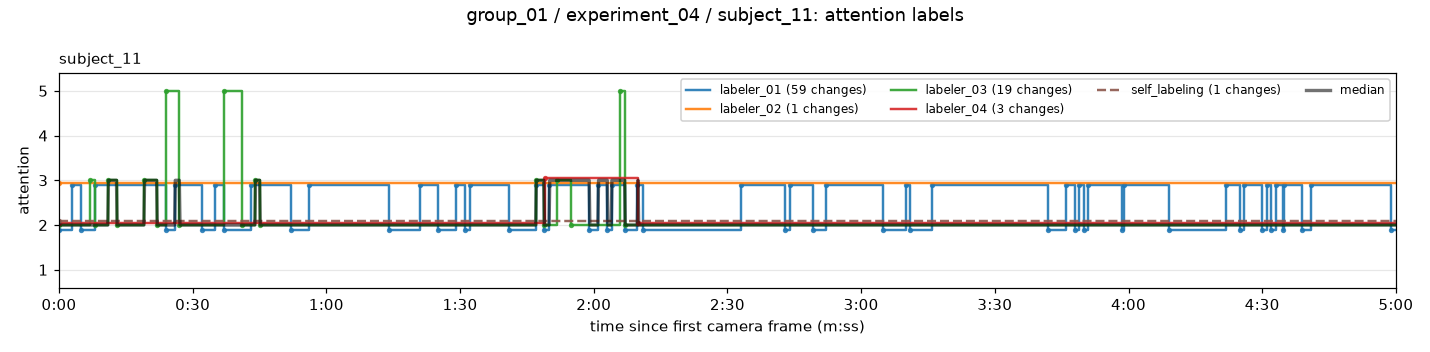 group_01 / experiment_04 / subject_11: attention labels
subject_11
labeler_01 (59 changes)
labeler_02 (1 changes)
labeler_03 (19 changes)
labeler_04 (3 changes)
self_labeling (1 changes)
median
attention
5
4
3
2
1
0:00 0:30 1:00 1:30 2:00 2:30 3:00 3:30 4:00 4:30 5:00
time since first camera frame (m:ss)